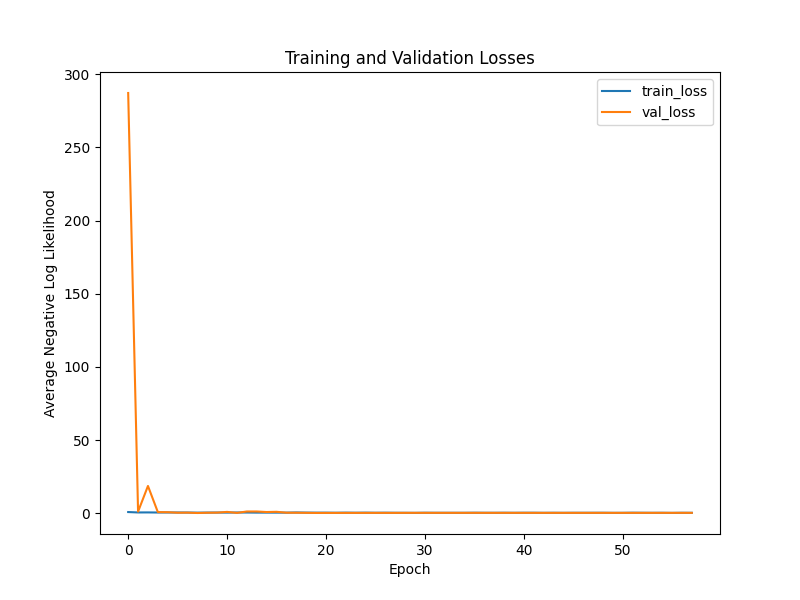 Training and Validation Losses
300
250
200
150
100
50
0
Average Negative Log Likelihood
train_loss
val_loss
0 10 20 30 40 50
Epoch